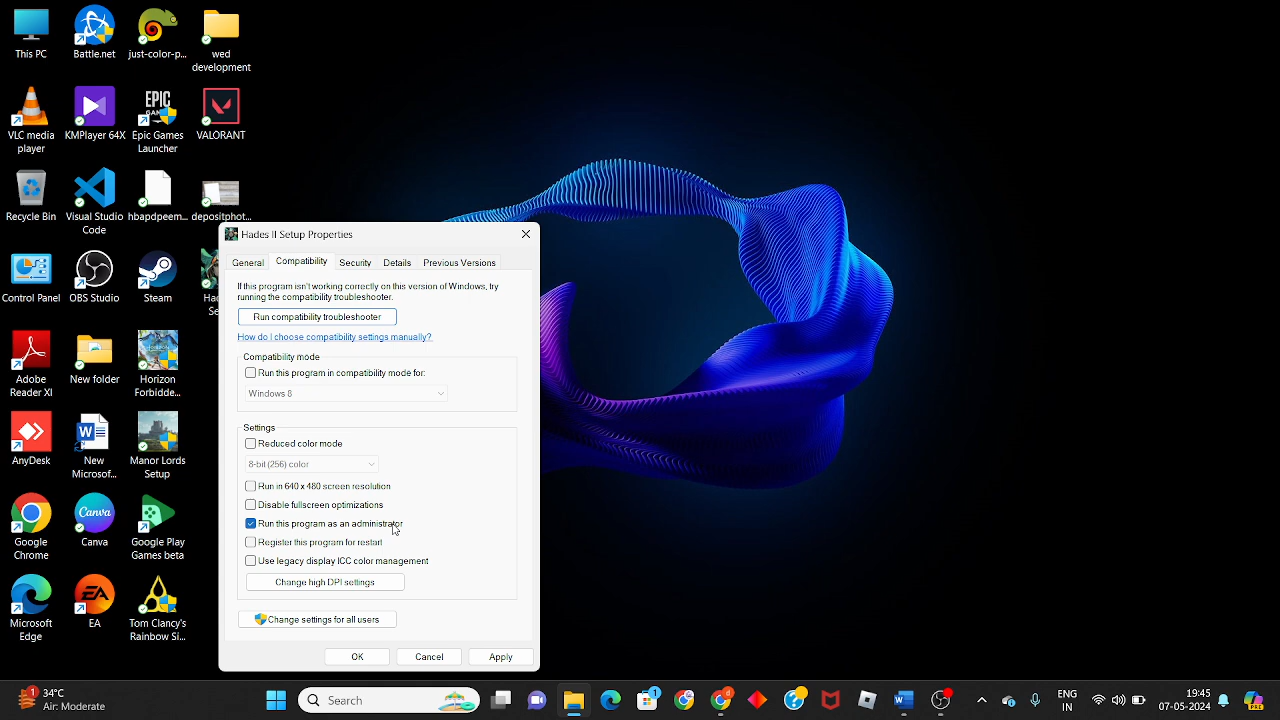 This PC
Battle.net
just-color-p...
wed
development
VLC media
player
KMPlayer 64X
EPIC
GAMES
Epic Games
Launcher
VALORANT
Recycle Bin
Visual Studio
Code
hbapdpeem...
depositphot...
Control Panel
OBS Studio
Steam
Adobe
Reader XI
New folder
Horizon
Forbidde...
AnyDesk
New
Microsof...
Manor Lords
Setup
Google
Chrome
Canva
Canva
Google Play
Games beta
Microsoft
Edge
EA
EA
Tom Clancy's
Rainbow Si...
Hades II Setup Properties
General
Compatibility
Security
Details
Previous Versions
If this program isn't working correctly on this version of Windows, try
running the compatibility troubleshooter.
Run compatibility troubleshooter
How do I choose compatibility settings manually?
Compatibility mode
Run this program in compatibility mode for:
Windows 8
Settings
Reduced color mode
8-bit (256) color
Run in 640 x 480 screen resolution
Disable fullscreen optimizations
Run this program as an administrator
Register this program for restart
Use legacy display ICC color management
Change high DPI settings
Change settings for all users
OK
Cancel
Apply
1
34°C
Air Moderate
Search
1
ENG
IN
19:45
07-05-2024
PRE